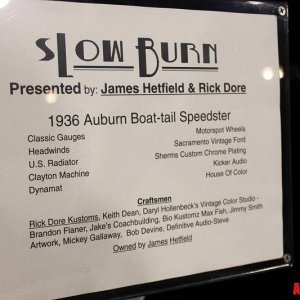 SLOW BURN
Presented by: James Hetfield & Rick Dore
1936 Auburn Boat-tail Speedster
Classic Gauges
Headwinds
U.S. Radiator
Clayton Machine
Dynamat
Motorsport Wheels
Sacramento Vintage Ford
Sherms Custom Chrome Plating
Kicker Audio
House Of Color
Craftsmen
Rick Dore Kustoms, Keith Dean, Daryl Hollenbeck's Vintage Color Studio -
Brandon Flaner, Jake's Coachbuilding, Bio Kustomz Max Fish, Jimmy Smith
Artwork, Mickey Gallaway, Bob Devine, Definitive Audio-Steve
Owned by James Hetfield